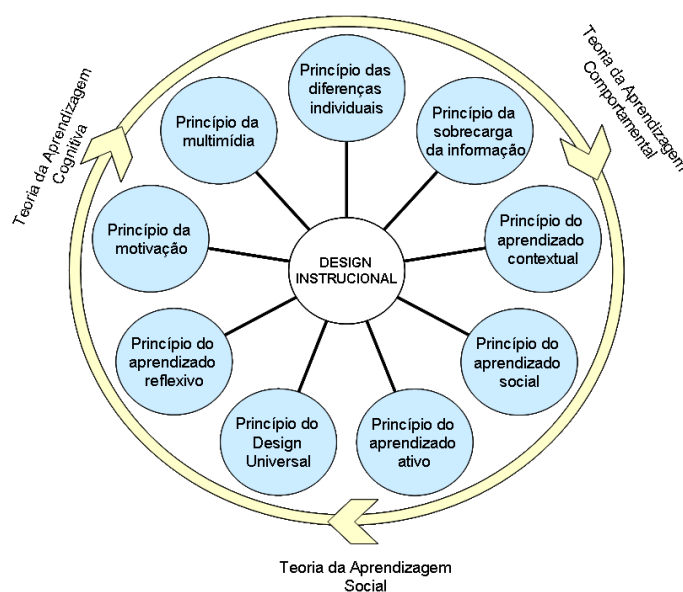 Teoria da Aprendizagem
Cognitiva
Teoria da Aprendizagem
Comportamental
Princípio das
diferenças
individuais
Princípio da
multimídia
Princípio da
sobrecarga
da informação
Princípio da
motivação
DESIGN
INSTRUCIONAL
Princípio do
aprendizado
contextual
Princípio do
aprendizado
reflexivo
Princípio do
aprendizado
social
Princípio do
Design
Universal
Princípio do
aprendizado
ativo
Teoria da Aprendizagem
Social